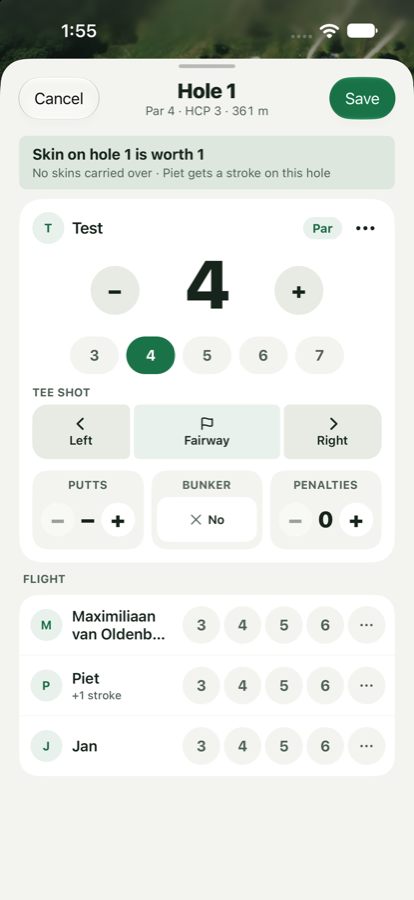 1:55
Cancel
Hole 1
Par 4 · HCP 3 · 361 m
Save
Skin on hole 1 is worth 1
No skins carried over · Piet gets a stroke on this hole
T
Test
Par
•••
− 4 +
3 4 5 6 7
TEE SHOT
Left Fairway Right
PUTTS BUNKER PENALTIES
− – + No − 0 +
FLIGHT
M
Maximilian
van Oldenb...
3 4 5 6 ...
P
Piet
+1 stroke
3 4 5 6 ...
J
Jan
3 4 5 6 ...